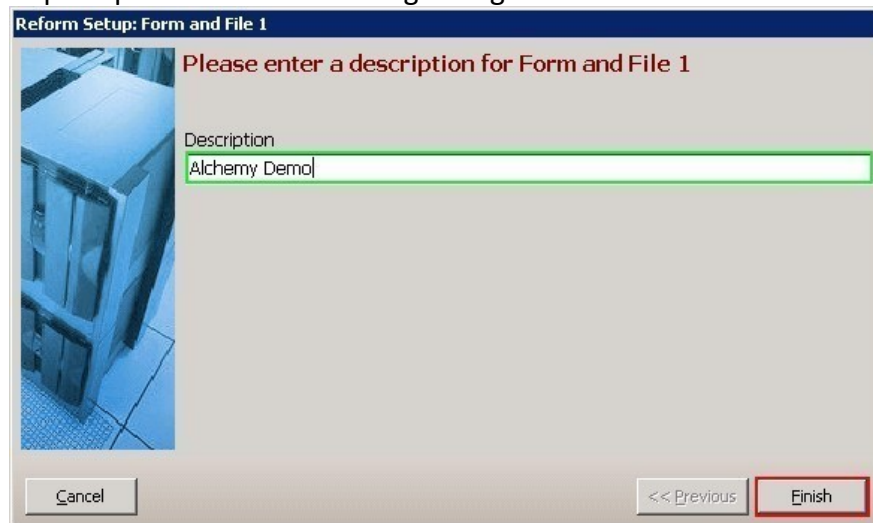 Reform Setup: Form and File 1
Please enter a description for Form and File 1
Description
Alchemy Demo
Cancel
<< Previous
Finish